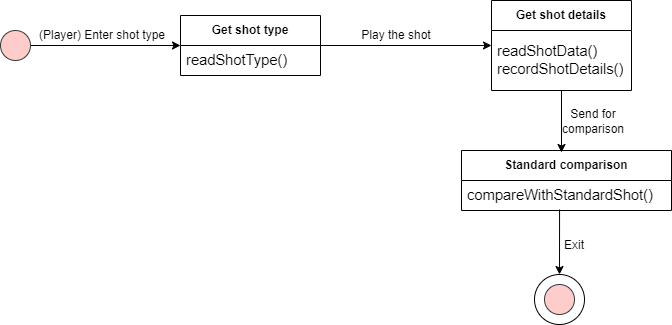 (Player) Enter shot type
Get shot type
readShotType()
Play the shot
Get shot details
readShotData()
recordShotDetails()
Send for
comparison
Standard comparison
compareWithStandardShot()
Exit